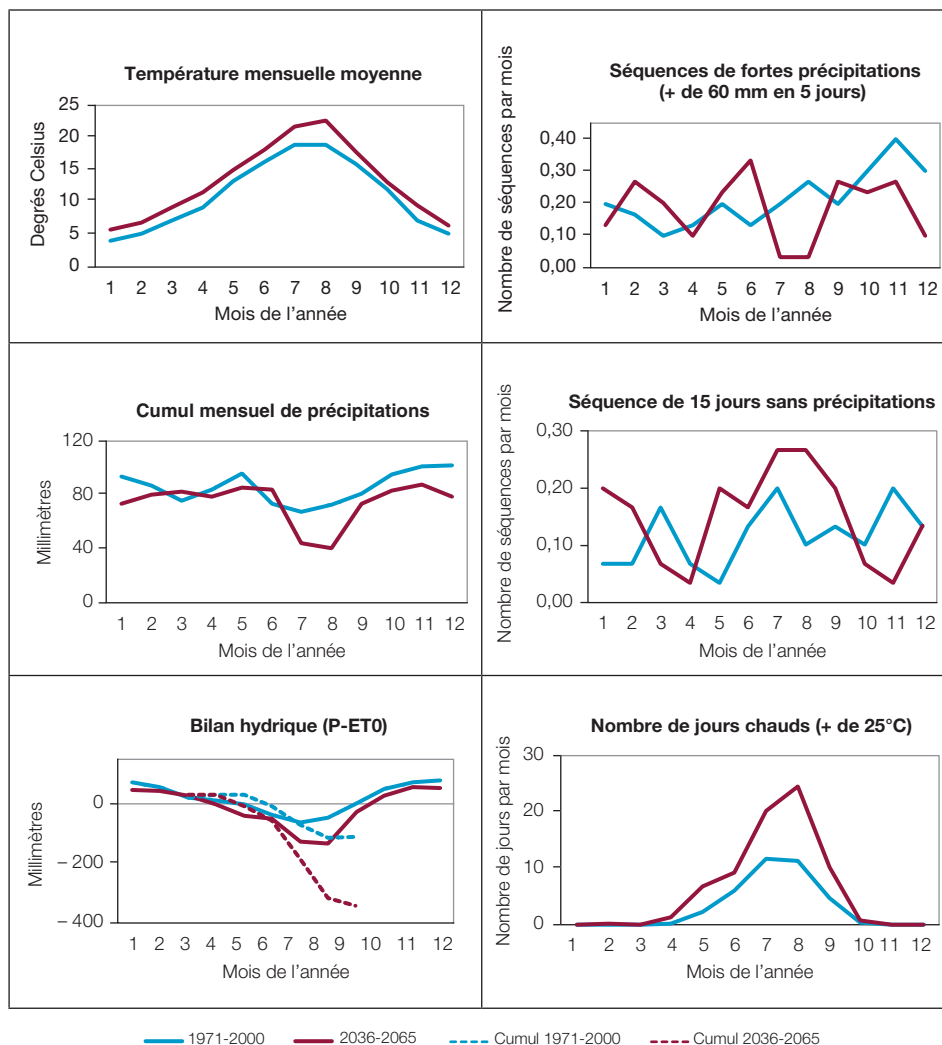 Température mensuelle moyenne
Degrés Celsius
25
20
15
10
5
0
1 2 3 4 5 6 7 8 9 10 11 12
Mois de l'année
Séquences de fortes précipitations
(+ de 60 mm en 5 jours)
Nombre de séquences par mois
0,40
0,30
0,20
0,10
0,00
1 2 3 4 5 6 7 8 9 10 11 12
Mois de l'année
Cumul mensuel de précipitations
Millimètres
120
80
40
0
1 2 3 4 5 6 7 8 9 10 11 12
Mois de l'année
Séquence de 15 jours sans précipitations
Nombre de séquences par mois
0,30
0,20
0,10
0,00
1 2 3 4 5 6 7 8 9 10 11 12
Mois de l'année
Bilan hydrique (P-ET0)
Millimètres
0
– 200
– 400
1 2 3 4 5 6 7 8 9 10 11 12
Mois de l'année
Nombre de jours chauds (+ de 25°C)
Nombre de jours par mois
30
20
10
0
1 2 3 4 5 6 7 8 9 10 11 12
Mois de l'année
1971-2000 2036-2065 Cumul 1971-2000 Cumul 2036-2065